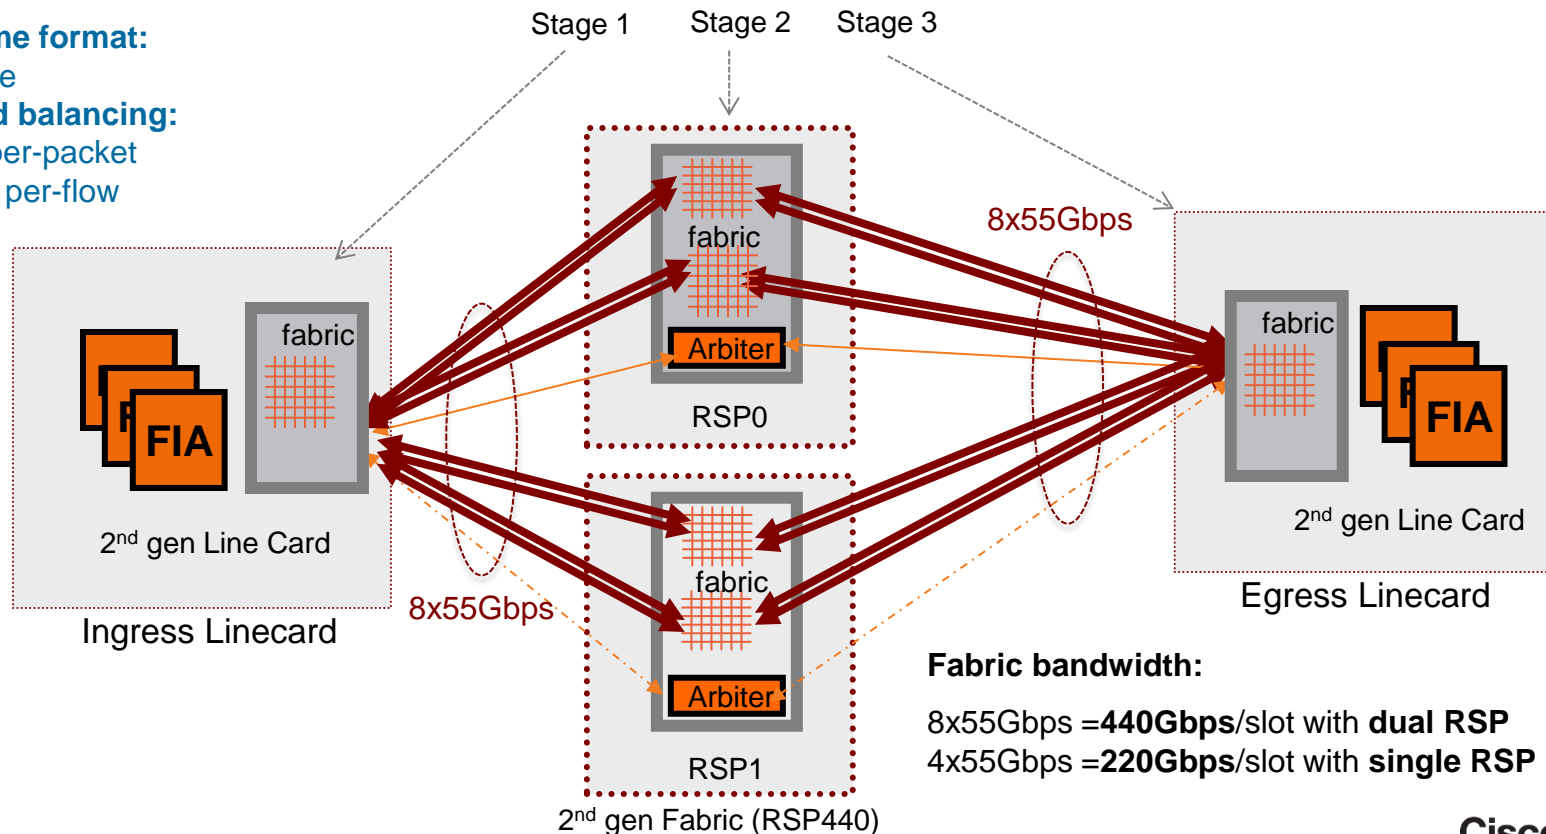 Stage 1
Stage 2
Stage 3
me format:
e
d balancing:
per-packet
per-flow
8x55Gbps
fabric
fabric
fabric
Arbiter
FIA
FIA
RSP0
2nd gen Line Card
2nd gen Line Card
fabric
8x55Gbps
Ingress Linecard
Egress Linecard
Arbiter
RSP1
2nd gen Fabric (RSP440)
Fabric bandwidth:
8x55Gbps =440Gbps/slot with dual RSP
4x55Gbps =220Gbps/slot with single RSP
Cisco